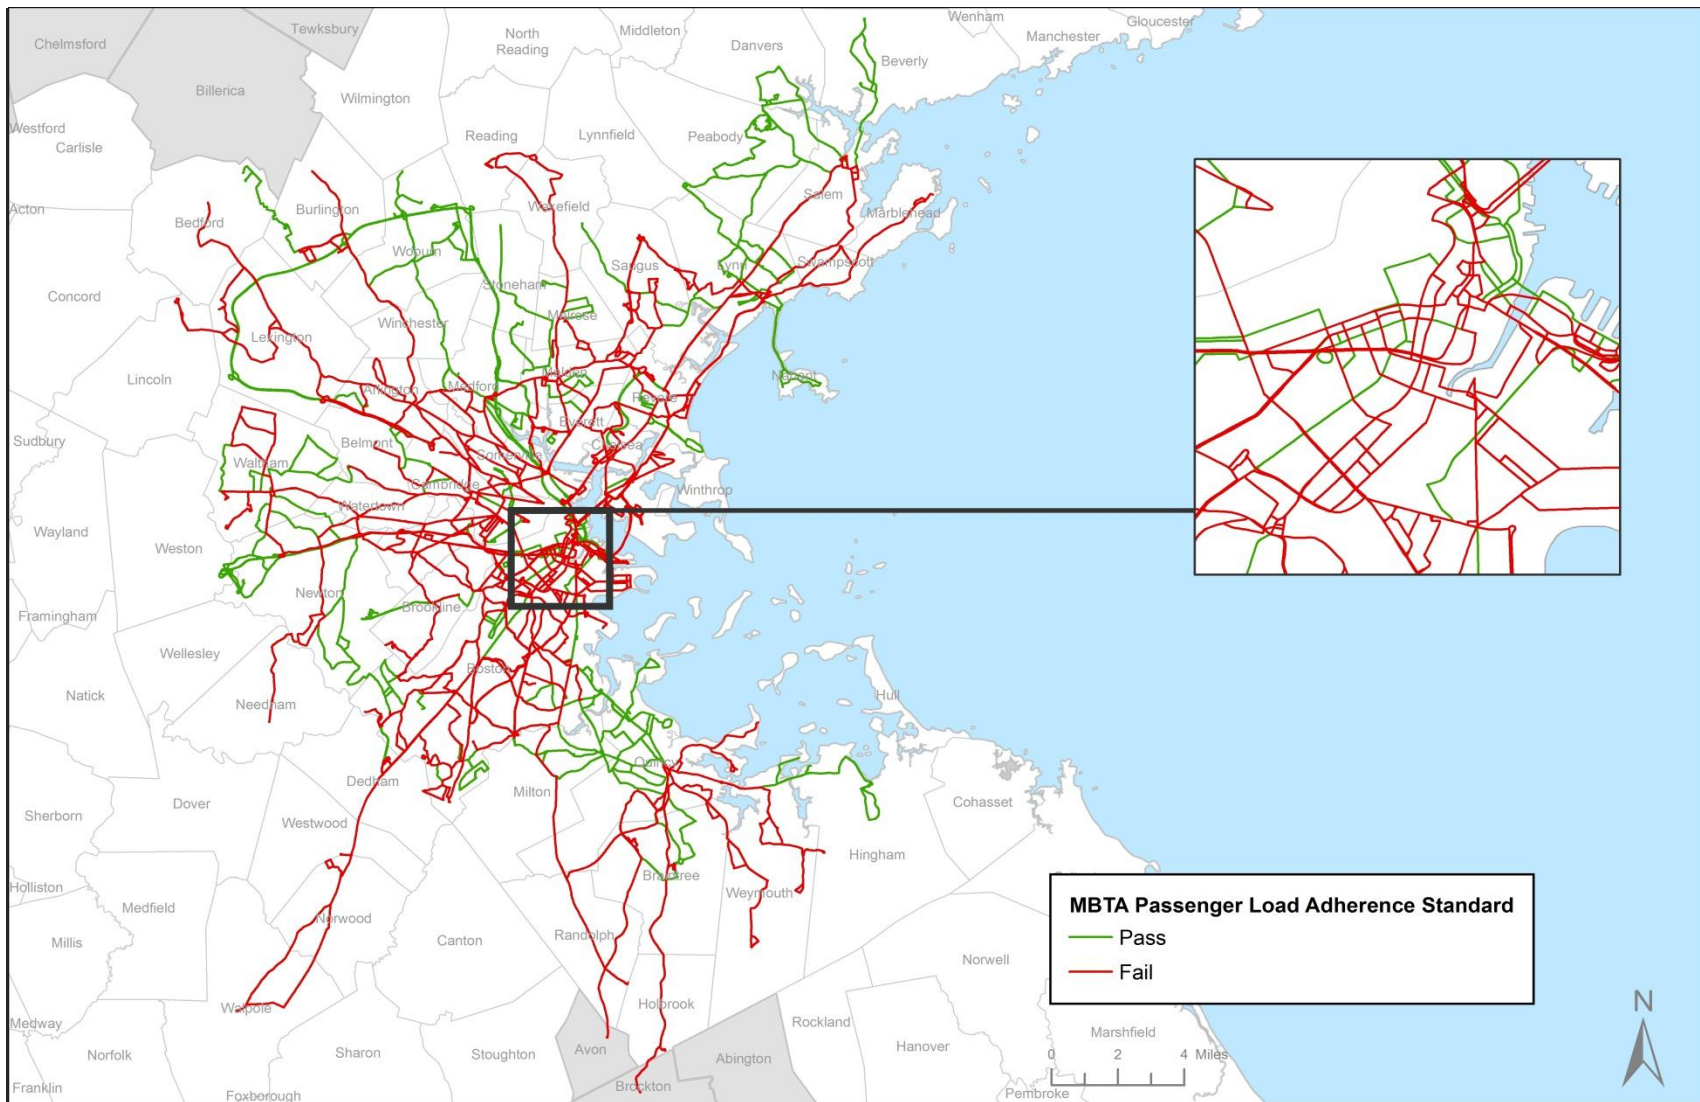 Wenham
Gloucester
Tewksbury
North
Reading
Middleton
Manchester
Chelmsford
Danvers
Beverly
Billerica
Wilmington
Westford
Carlisle
Reading
Lynnfield
Peabody
Acton
Bedford
Burlington
Wakefield
Salem
Marblehead
Woburn
Saugus
Lynn
Swampscott
Stoneham
Concord
Melrose
Winchester
Lexington
Lincoln
Arlington
Medford
Malden
Nahant
Revere
Everett
Sudbury
Belmont
Chelsea
Somerville
Waltham
Cambridge
Winthrop
Watertown
Wayland
Weston
Newton
Brookline
Framingham
Wellesley
Boston
Natick
Needham
Hull
Quincy
Dedham
Milton
Cohasset
Dover
Sherborn
Westwood
Hingham
Braintree
Weymouth
Holliston
Medfield
Norwood
Randolph
Canton
Millis
Norwell
Walpole
Holbrook
Medway
Rockland
Marshfield
Norfolk
Sharon
Stoughton
Avon
Abington
Hanover
Franklin
Foxborough
Brockton
Pembroke
MBTA Passenger Load Adherence Standard
Pass
Fail
0 2 4 Miles
N